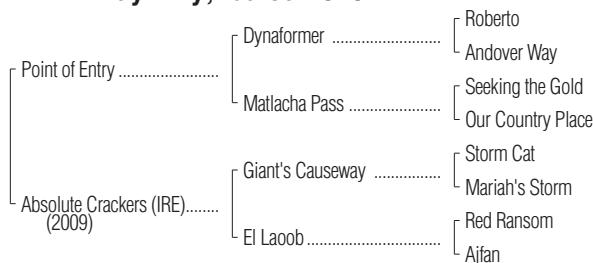 Roberto
Dynaformer
Andover Way
Point of Entry
Seeking the Gold
Matlacha Pass
Our Country Place
Storm Cat
Giant's Causeway
Mariah's Storm
Absolute Crackers (IRE)
(2009)
Red Ransom
El Laoob
Ajfan